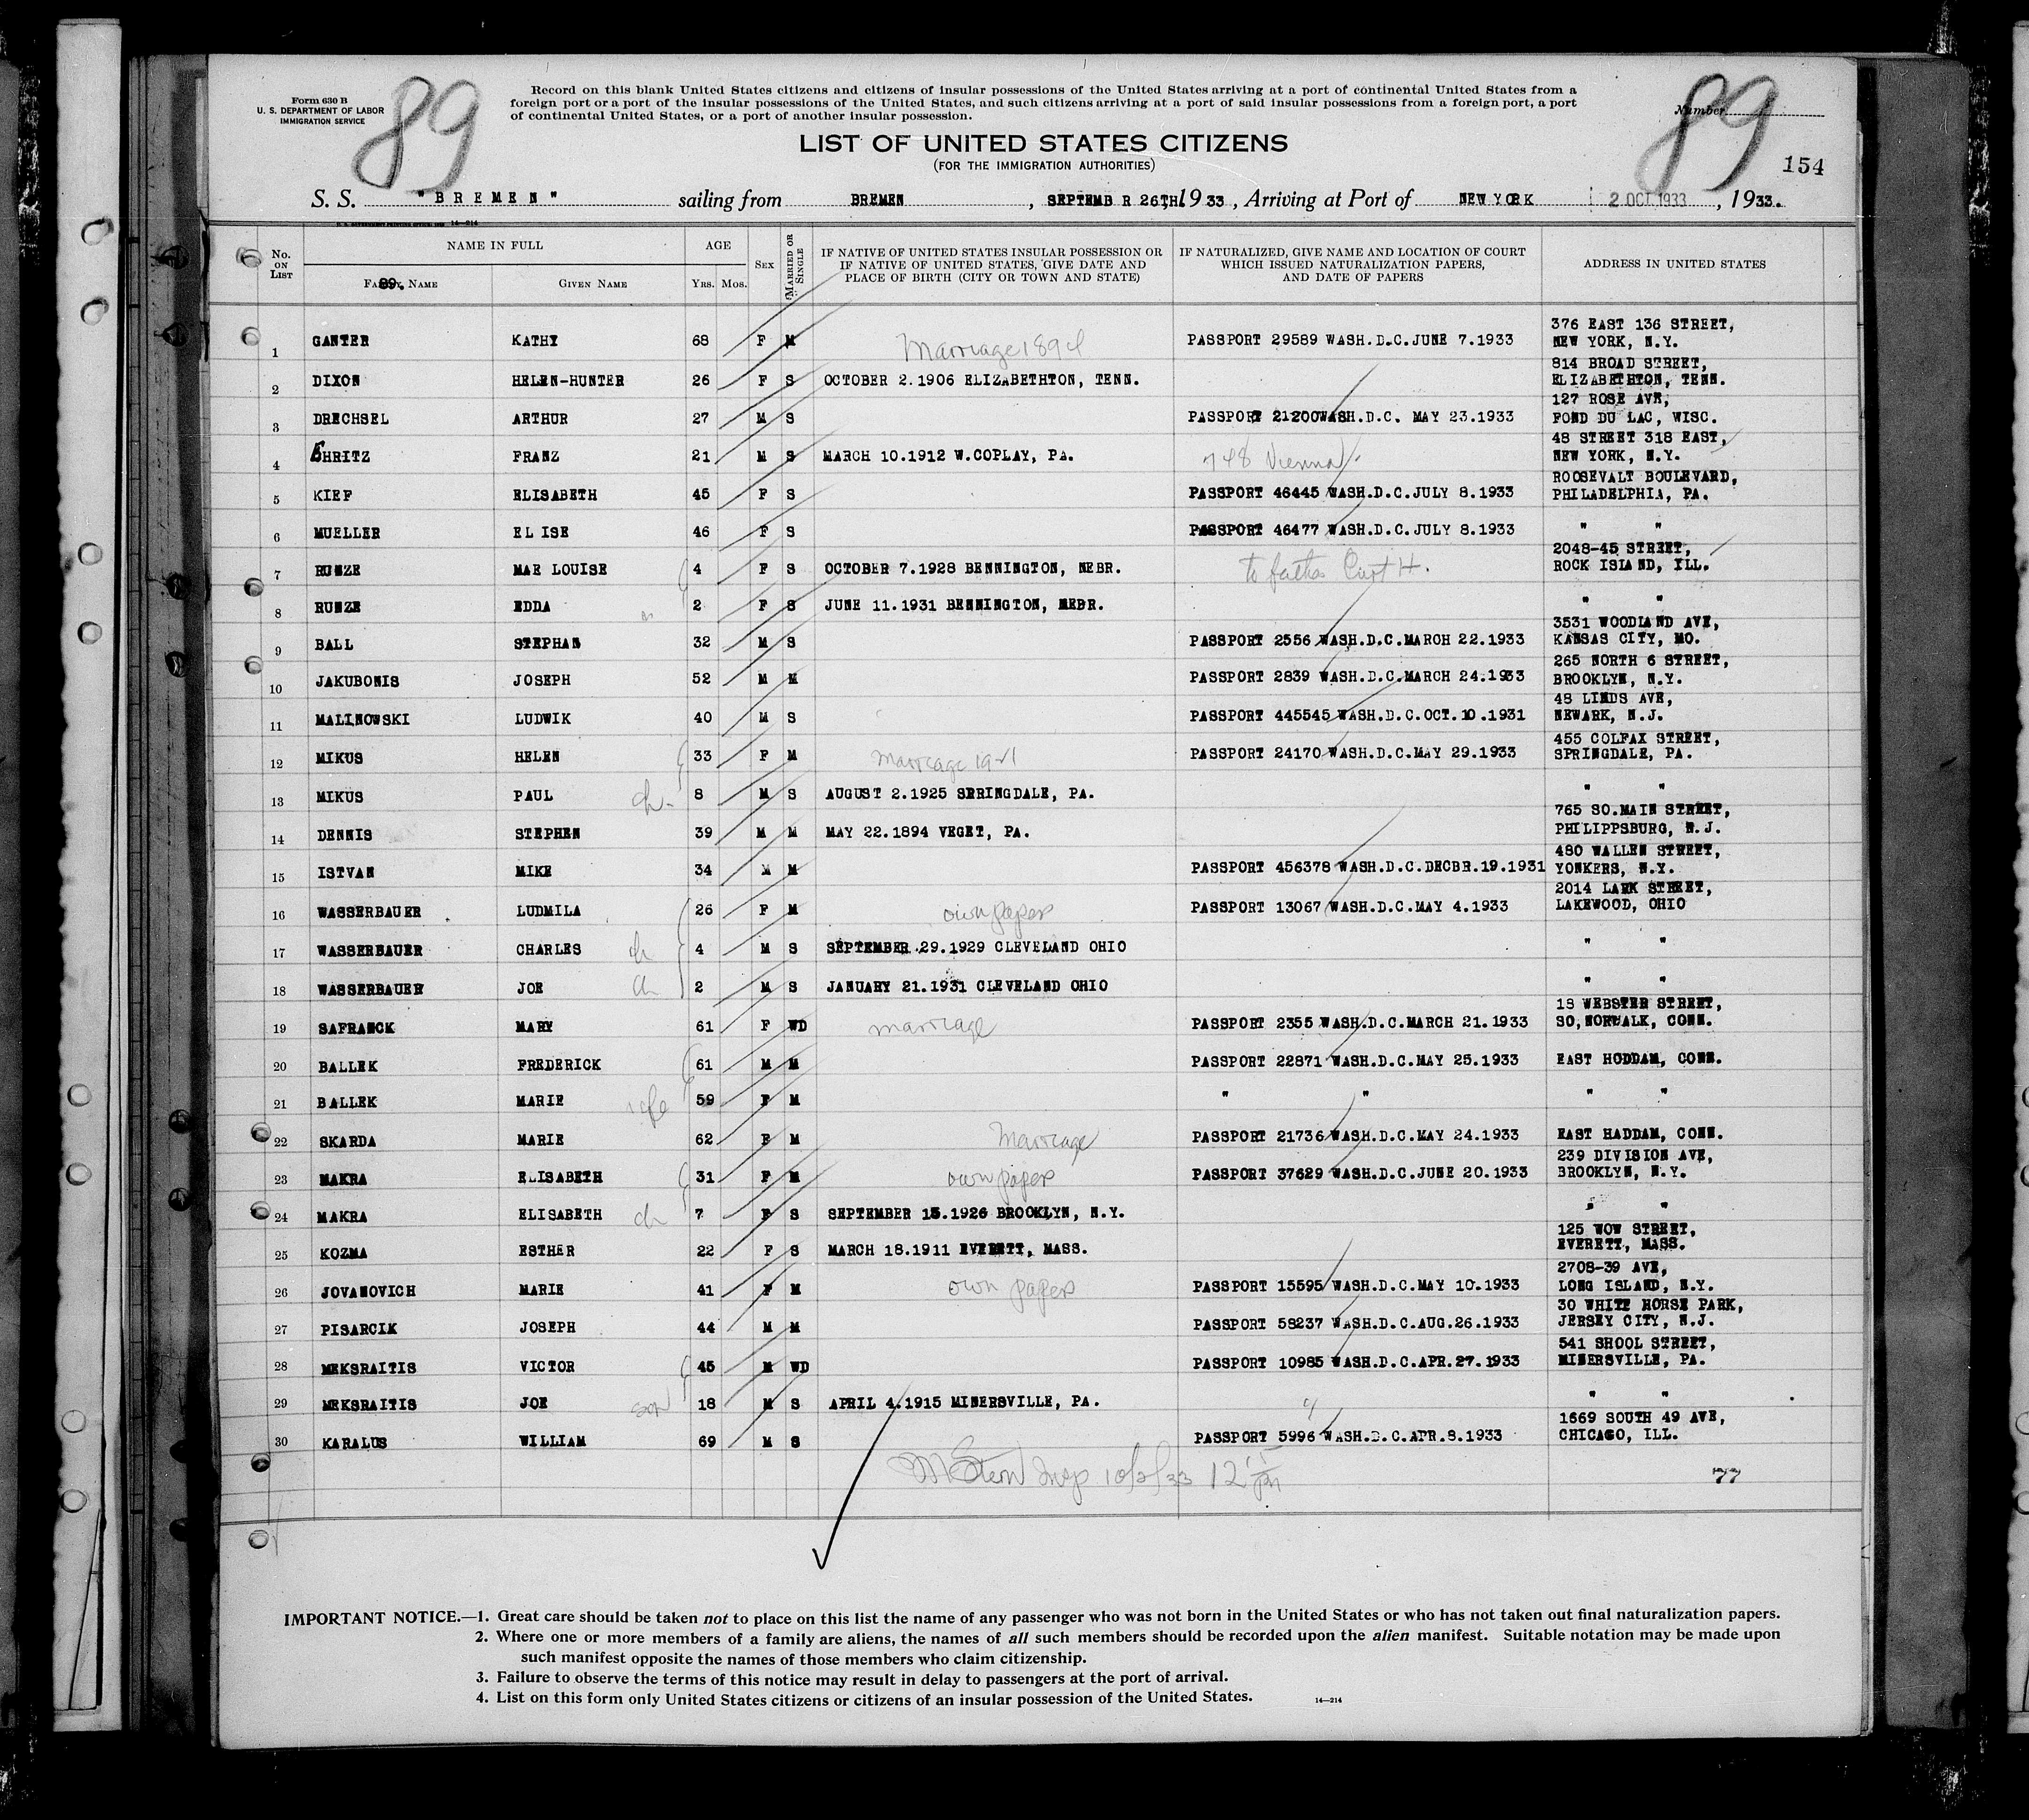 89
89
Form 630 B
U. S. DEPARTMENT OF LABOR
IMMIGRATION SERVICE
Record on this blank United States citizens and citizens of insular possessions of the United States arriving at a port of continental United States from a
foreign port or a port of the insular possessions of the United States, and such citizens arriving at a port of said insular possessions from a foreign port, a port
of continental United States, or a port of another insular possession.
Number
154
LIST OF UNITED STATES CITIZENS
(FOR THE IMMIGRATION AUTHORITIES)
S. S. "BREMEN" sailing from BREMEN, SEPTEMB R 26TH 1933, Arriving at Port of NEW YORK 2 OCT 1933, 1933.
14—214
No. ON LIST NAME IN FULL AGE SEX MARRIED OR SINGLE IF NATIVE OF UNITED STATES INSULAR POSSESSION OR IF NATIVE OF UNITED STATES, GIVE DATE AND PLACE OF BIRTH (CITY OR TOWN AND STATE) IF NATURALIZED, GIVE NAME AND LOCATION OF COURT WHICH ISSUED NATURALIZATION PAPERS, AND DATE OF PAPERS ADDRESS IN UNITED STATES
89. FAMILY NAME GIVEN NAME YRS. MOS.
1 GANTER KATHY 68 F M Marriage 1894 PASSPORT 29589 WASH.D.C.JUNE 7.1933 376 EAST 136 STREET, NEW YORK, N.Y.
2 DIXON HELEN-HUNTER 26 F S OCTOBER 2.1906 ELIZABETHTON, TENN. 814 BROAD STREET, ELIZABETHTON, TENN.
3 DRECHSEL ARTHUR 27 M S PASSPORT 21200WASH.D.C. MAY 23.1933 127 ROSE AVE, FOND DU LAC, WISC.
4 EHRITZ FRANZ 21 M S MARCH 10.1912 W.COPLAY, PA. 748 Vienna 48 STREET 318 EAST, NEW YORK, N.Y.
5 KIEF ELISABETH 45 F S PASSPORT 46445 WASH.D.C.JULY 8.1933 ROOSEVALT BOULEVARD, PHILADELPHIA, PA.
6 MUELLER ELISE 46 F S PASSPORT 46477 WASH.D.C.JULY 8.1933 " "
7 RUNZE MAE LOUISE 4 F S OCTOBER 7.1928 BENNINGTON, NEBR. to father Curt H. 2048-45 STREET, ROCK ISLAND, ILL.
8 RUNZE EDDA 2 F S JUNE 11.1931 BENNINGTON, NEBR. " "
9 BALL STEPHAN 32 M S PASSPORT 2556 WASH.D.C.MARCH 22.1933 3531 WOODLAND AVE, KANSAS CITY, MO.
10 JAKUBONIS JOSEPH 52 M M PASSPORT 2839 WASH.D.C.MARCH 24.1933 265 NORTH 6 STREET, BROOKLYN, N.Y.
11 MALINOWSKI LUDWIK 40 M S PASSPORT 445545 WASH.D.C.OCT.10.1931 48 LINDS AVE, NEWARK, N.J.
12 MIKUS HELEN 33 F M marriage 1921 PASSPORT 24170 WASH.D.C.MAY 29.1933 455 COLFAX STREET, SPRINGDALE, PA.
13 MIKUS PAUL ch- 8 M S AUGUST 2.1925 SPRINGDALE, PA. " "
14 DENNIS STEPHEN 39 M M MAY 22.1894 VEGET, PA. 765 SO.MAIN STREET, PHILIPPSBURG, N.J.
15 ISTVAN MIKE 34 M M PASSPORT 456378 WASH.D.C.DECBR.19.1931 480 WALLEN STREET, YONKERS, N.Y.
16 WASSERBAUER LUDMILA 26 F M own papers PASSPORT 13067 WASH.D.C.MAY 4.1933 2014 LARK STREET, LAKEWOOD, OHIO
17 WASSERBAUER CHARLES ch 4 M S SEPTEMBER 29.1929 CLEVELAND OHIO " "
18 WASSERBAUER JOE ch 2 M S JANUARY 21.1931 CLEVELAND OHIO " "
19 SAFRANCK MARY 61 F WD marriage PASSPORT 2355 WASH.D.C.MARCH 21.1933 18 WEBSTER STREET, SO,NORWALK, CONN.
20 BALLEK FREDERICK 61 M M PASSPORT 22871 WASH.D.C.MAY 25.1933 EAST HODDAM, CONN.
21 BALLEK MARIE 59 F M " " " "
22 SKARDA MARIE 62 F M Marriage PASSPORT 21736 WASH.D.C.MAY 24.1933 EAST HADDAM, CONN.
23 MAKRA ELISABETH 31 F M own papers PASSPORT 37629 WASH.D.C.JUNE 20.1933 239 DIVISION AVE, BROOKLYN, N.Y.
24 MAKRA ELISABETH ch 7 F S SEPTEMBER 15.1926 BROOKLYN, N.Y. " "
25 KOZMA ESTHER 22 F S MARCH 18.1911 EVERETT, MASS. 125 WOW STREET, EVERETT, MASS.
26 JOVANOVICH MARIE 41 F M own papers PASSPORT 15595 WASH.D.C.MAY 10.1933 2708-39 AVE, LONG ISLAND, N.Y.
27 PISARCIK JOSEPH 44 M M PASSPORT 58237 WASH.D.C.AUG.26.1933 30 WHITE HORSE PARK, JERSEY CITY, N.J.
28 MEKSRAITIS VICTOR 45 M WD PASSPORT 10985 WASH.D.C.APR.27.1933 541 SHOOL STREET, MINERSVILLE, PA.
29 MEKSRAITIS JOE son 18 M S APRIL 4.1915 MINERSVILLE, PA. " "
30 KARALUS WILLIAM 69 M S PASSPORT 5996 WASH.D.C.APR.8.1933 1669 SOUTH 49 AVE, CHICAGO, ILL.
M Stern Insp 10/2/33 12
77
IMPORTANT NOTICE.—1. Great care should be taken not to place on this list the name of any passenger who was not born in the United States or who has not taken out final naturalization papers.
2. Where one or more members of a family are aliens, the names of all such members should be recorded upon the alien manifest. Suitable notation may be made upon
such manifest opposite the names of those members who claim citizenship.
3. Failure to observe the terms of this notice may result in delay to passengers at the port of arrival.
4. List on this form only United States citizens or citizens of an insular possession of the United States.
14—214